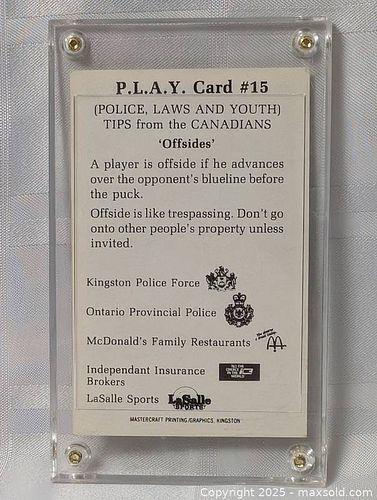 P.L.A.Y. Card #15
(POLICE, LAWS AND YOUTH)
TIPS from the CANADIANS
'Offsides'
A player is offside if he advances
over the opponent's blueline before
the puck.
Offside is like trespassing. Don't go
onto other people's property unless
invited.
Kingston Police Force
Ontario Provincial Police
McDonald's Family Restaurants
Independant Insurance
Brokers
LaSalle Sports LaSalle
SPORTS
MASTERCRAFT PRINTING/GRAPHICS, KINGSTON
Copyright 2025 - maxsold.com